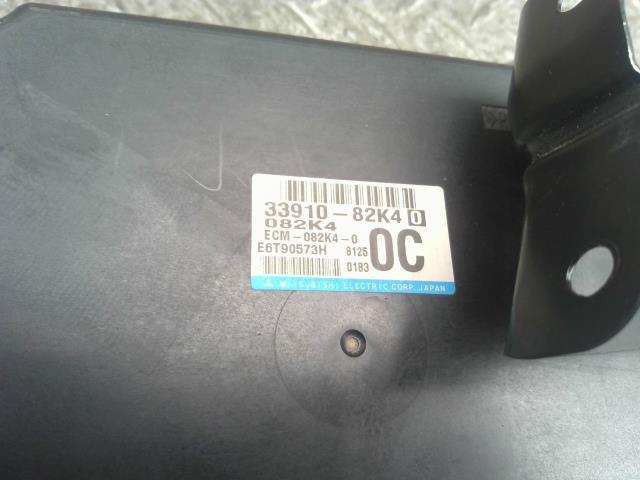 33910-82K4 0
082K4
ECM-082K4-0
E6T90573H 8125 0C
0183
MITSUBISHI ELECTRIC CORP. JAPAN